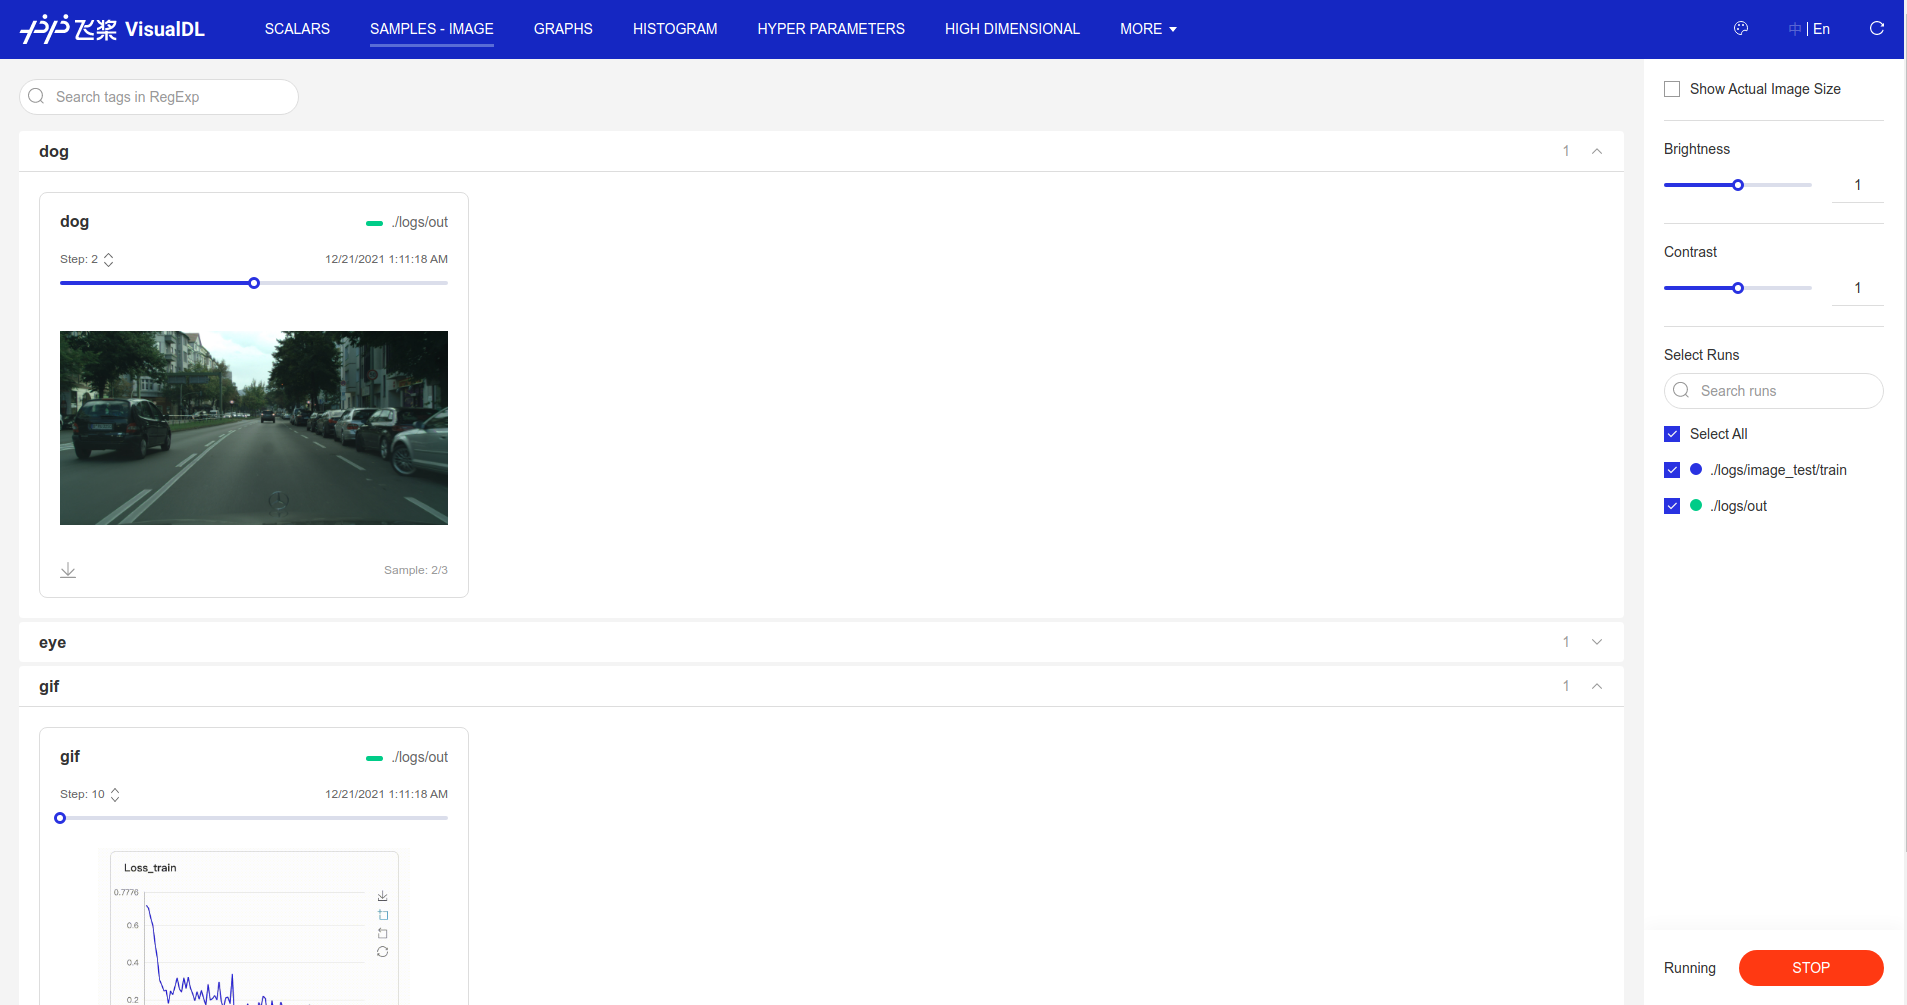 飞桨 VisualDL
SCALARS
SAMPLES - IMAGE
GRAPHS
HISTOGRAM
HYPER PARAMETERS
HIGH DIMENSIONAL
MORE
中 | En
Search tags in RegExp
dog
1
dog
./logs/out
Step: 2
12/21/2021 1:11:18 AM
Sample: 2/3
eye
1
gif
1
gif
./logs/out
Step: 10
12/21/2021 1:11:18 AM
Loss_train
0.7776
0.6
0.4
0.2
Show Actual Image Size
Brightness
1
Contrast
1
Select Runs
Search runs
Select All
./logs/image_test/train
./logs/out
Running
STOP